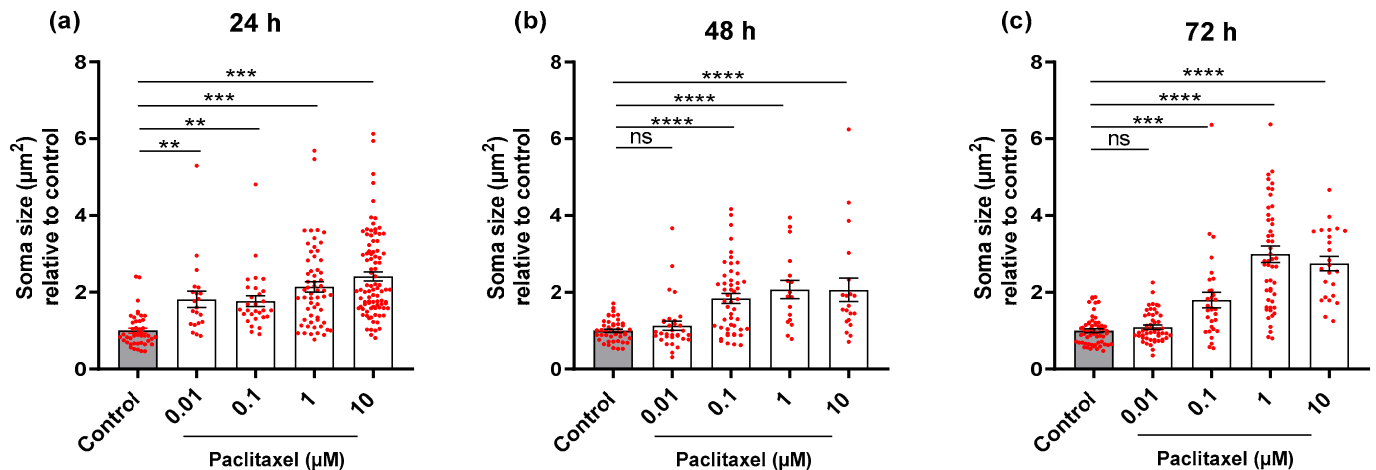 (a)
24 h
Soma size (μm²)
relative to control
8
6
4
2
0
***
***
**
**
Control
0.01
0.1
1
10
Paclitaxel (μM)
(b)
48 h
Soma size (μm²)
relative to control
8
6
4
2
0
****
****
****
ns
Control
0.01
0.1
1
10
Paclitaxel (μM)
(c)
72 h
Soma size (μm²)
relative to control
8
6
4
2
0
****
****
***
ns
Control
0.01
0.1
1
10
Paclitaxel (μM)